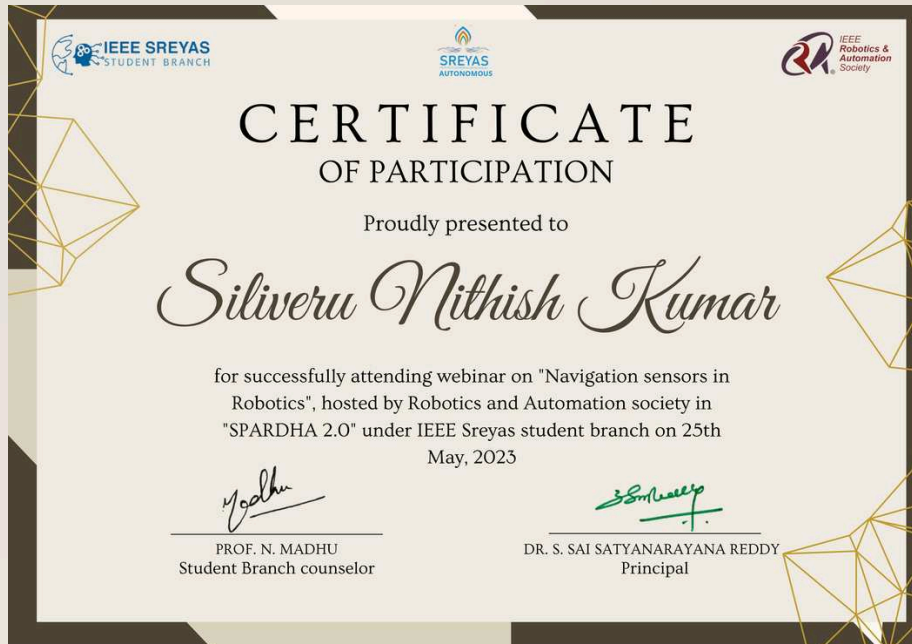 IEEE SREYAS
STUDENT BRANCH
SREYAS
AUTONOMOUS
IEEE
Robotics &
Automation
Society
CERTIFICATE
OF PARTICIPATION
Proudly presented to
Siliveru Nithish Kumar
for successfully attending webinar on "Navigation sensors in
Robotics", hosted by Robotics and Automation society in
"SPARDHA 2.0" under IEEE Sreyas student branch on 25th
May, 2023
Madhu
PROF. N. MADHU
Student Branch counselor
DR. S. SAI SATYANARAYANA REDDY
Principal